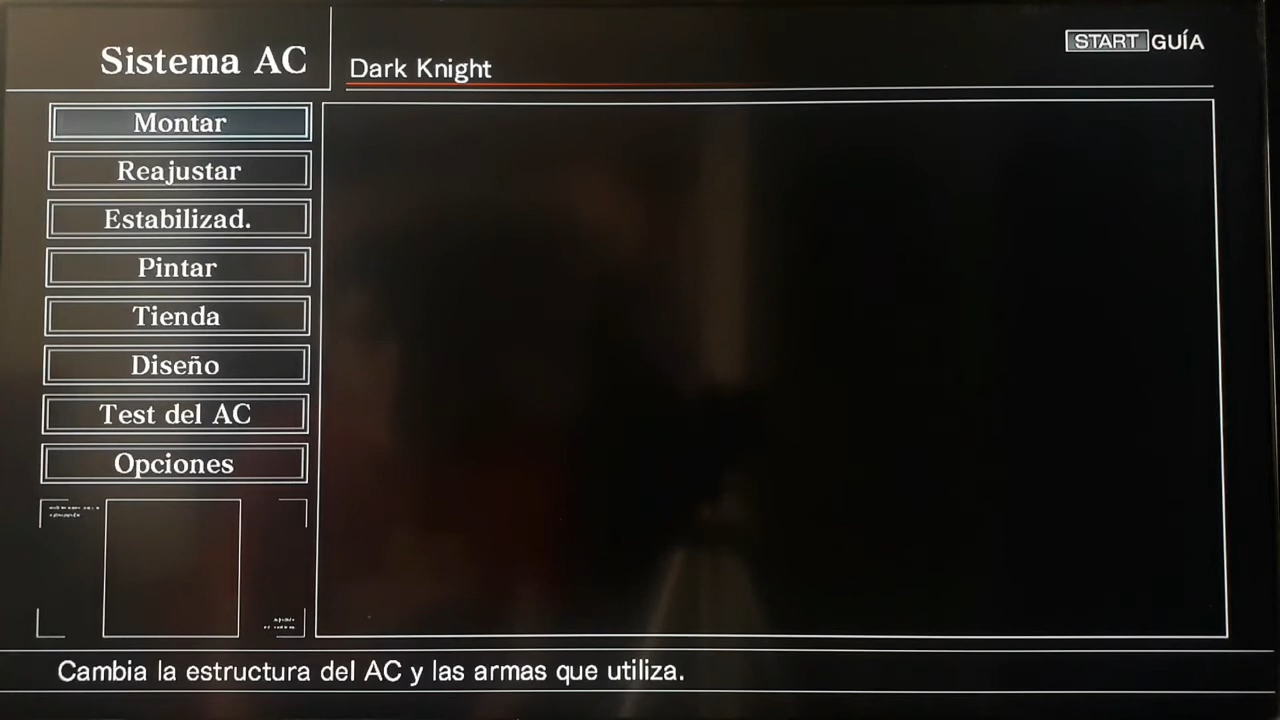 Sistema AC
Dark Knight
START GUÍA
Montar
Reajustar
Estabilizad.
Pintar
Tienda
Diseño
Test del AC
Opciones
Cambia la estructura del AC y las armas que utiliza.